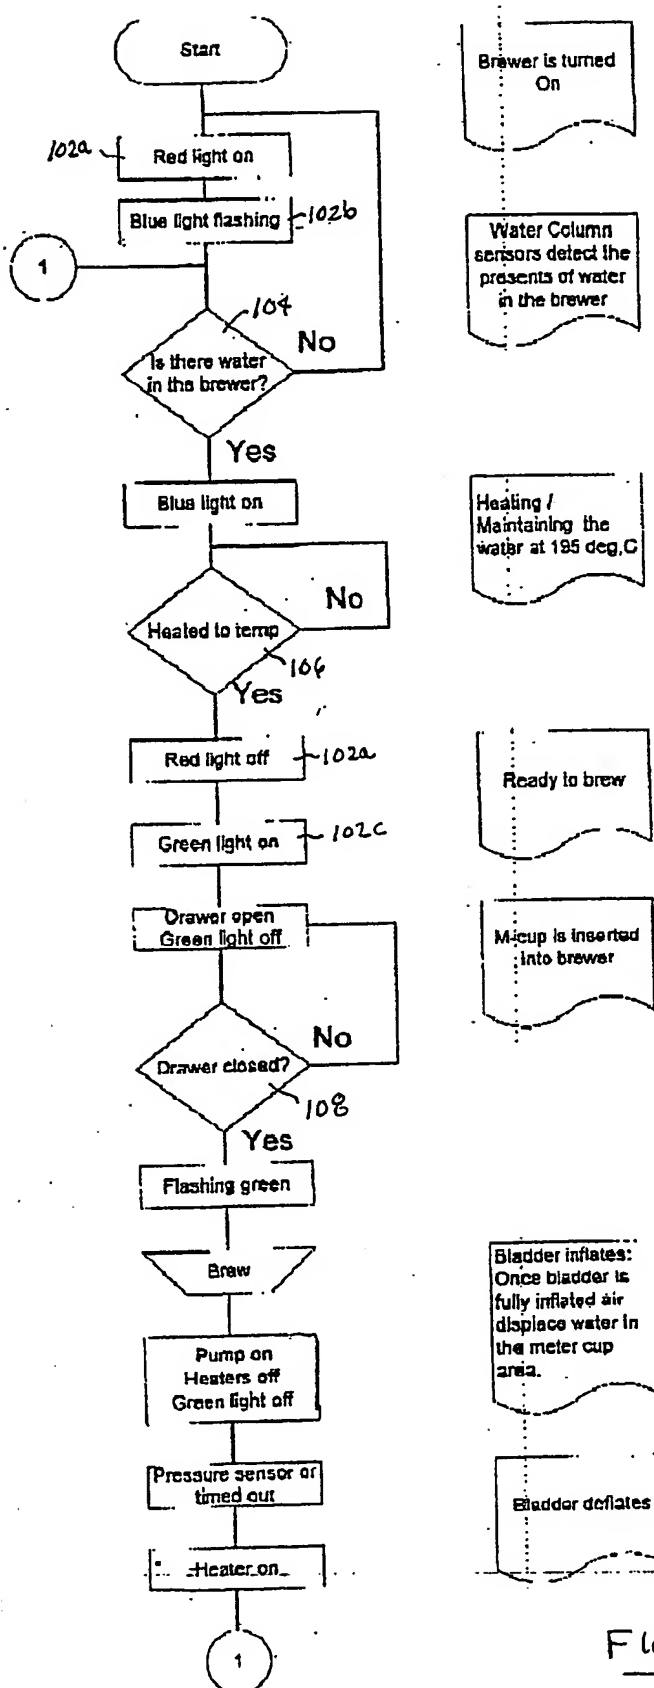 Start
Brewer is turned
On
102a
Red light on
Blue light flashing
102b
1
Water Column
sensors detect the
presents of water
in the brewer
104
No
Is there water
in the brewer?
Yes
Blue light on
Heating /
Maintaining the
water at 195 deg,C
No
Heated to temp
106
Yes
Red light off
102a
Ready to brew
Green light on
102c
Drawer open
Green light off
M-cup is inserted
into brewer
No
Drawer closed?
108
Yes
Flashing green
Brew
Bladder inflates:
Once bladder is
fully inflated air
displace water in
the meter cup
area.
Pump on
Heaters off
Green light off
Pressure sensor or
timed out
Bladder deflates
Heater on
1